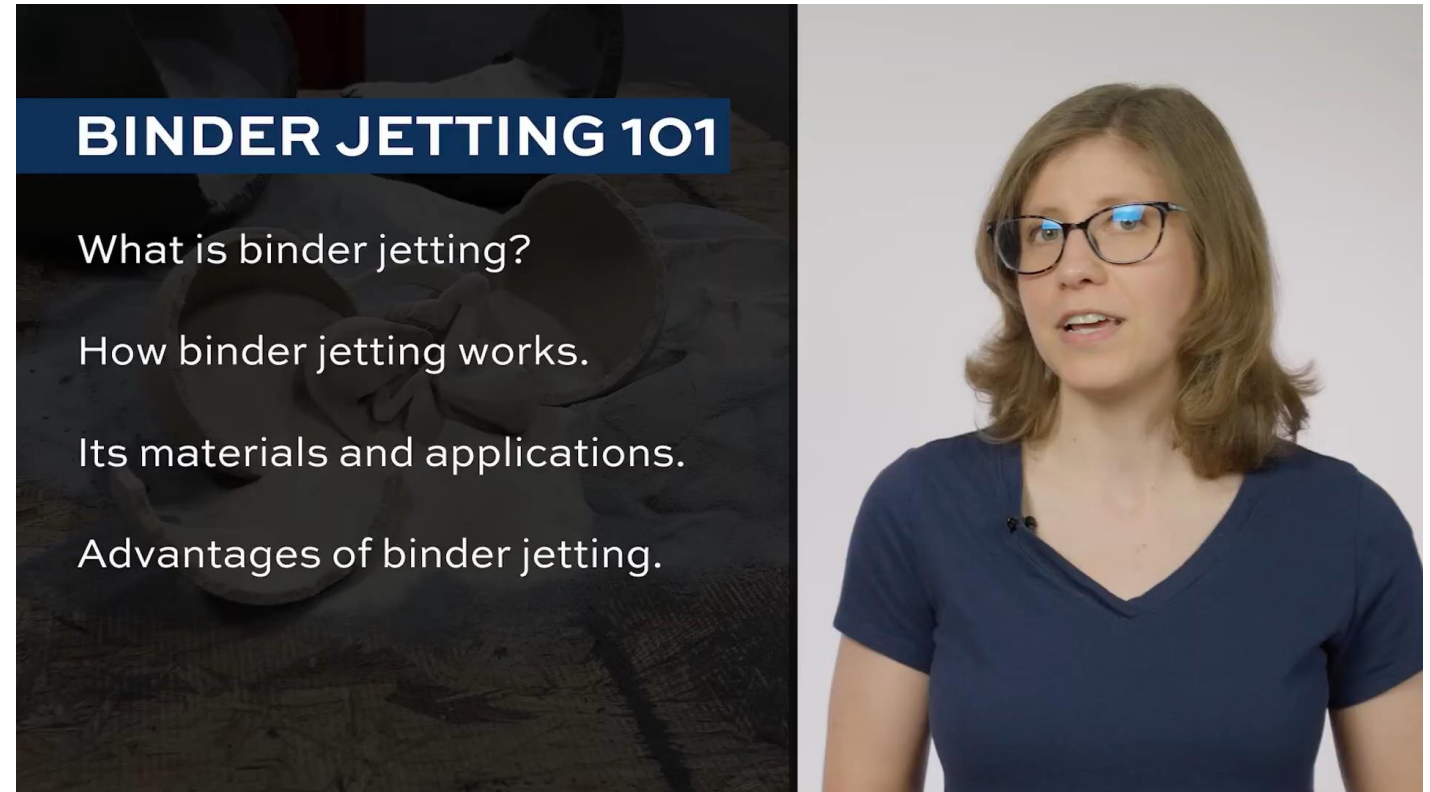 BINDER JETTING 101
What is binder jetting?
How binder jetting works.
Its materials and applications.
Advantages of binder jetting.